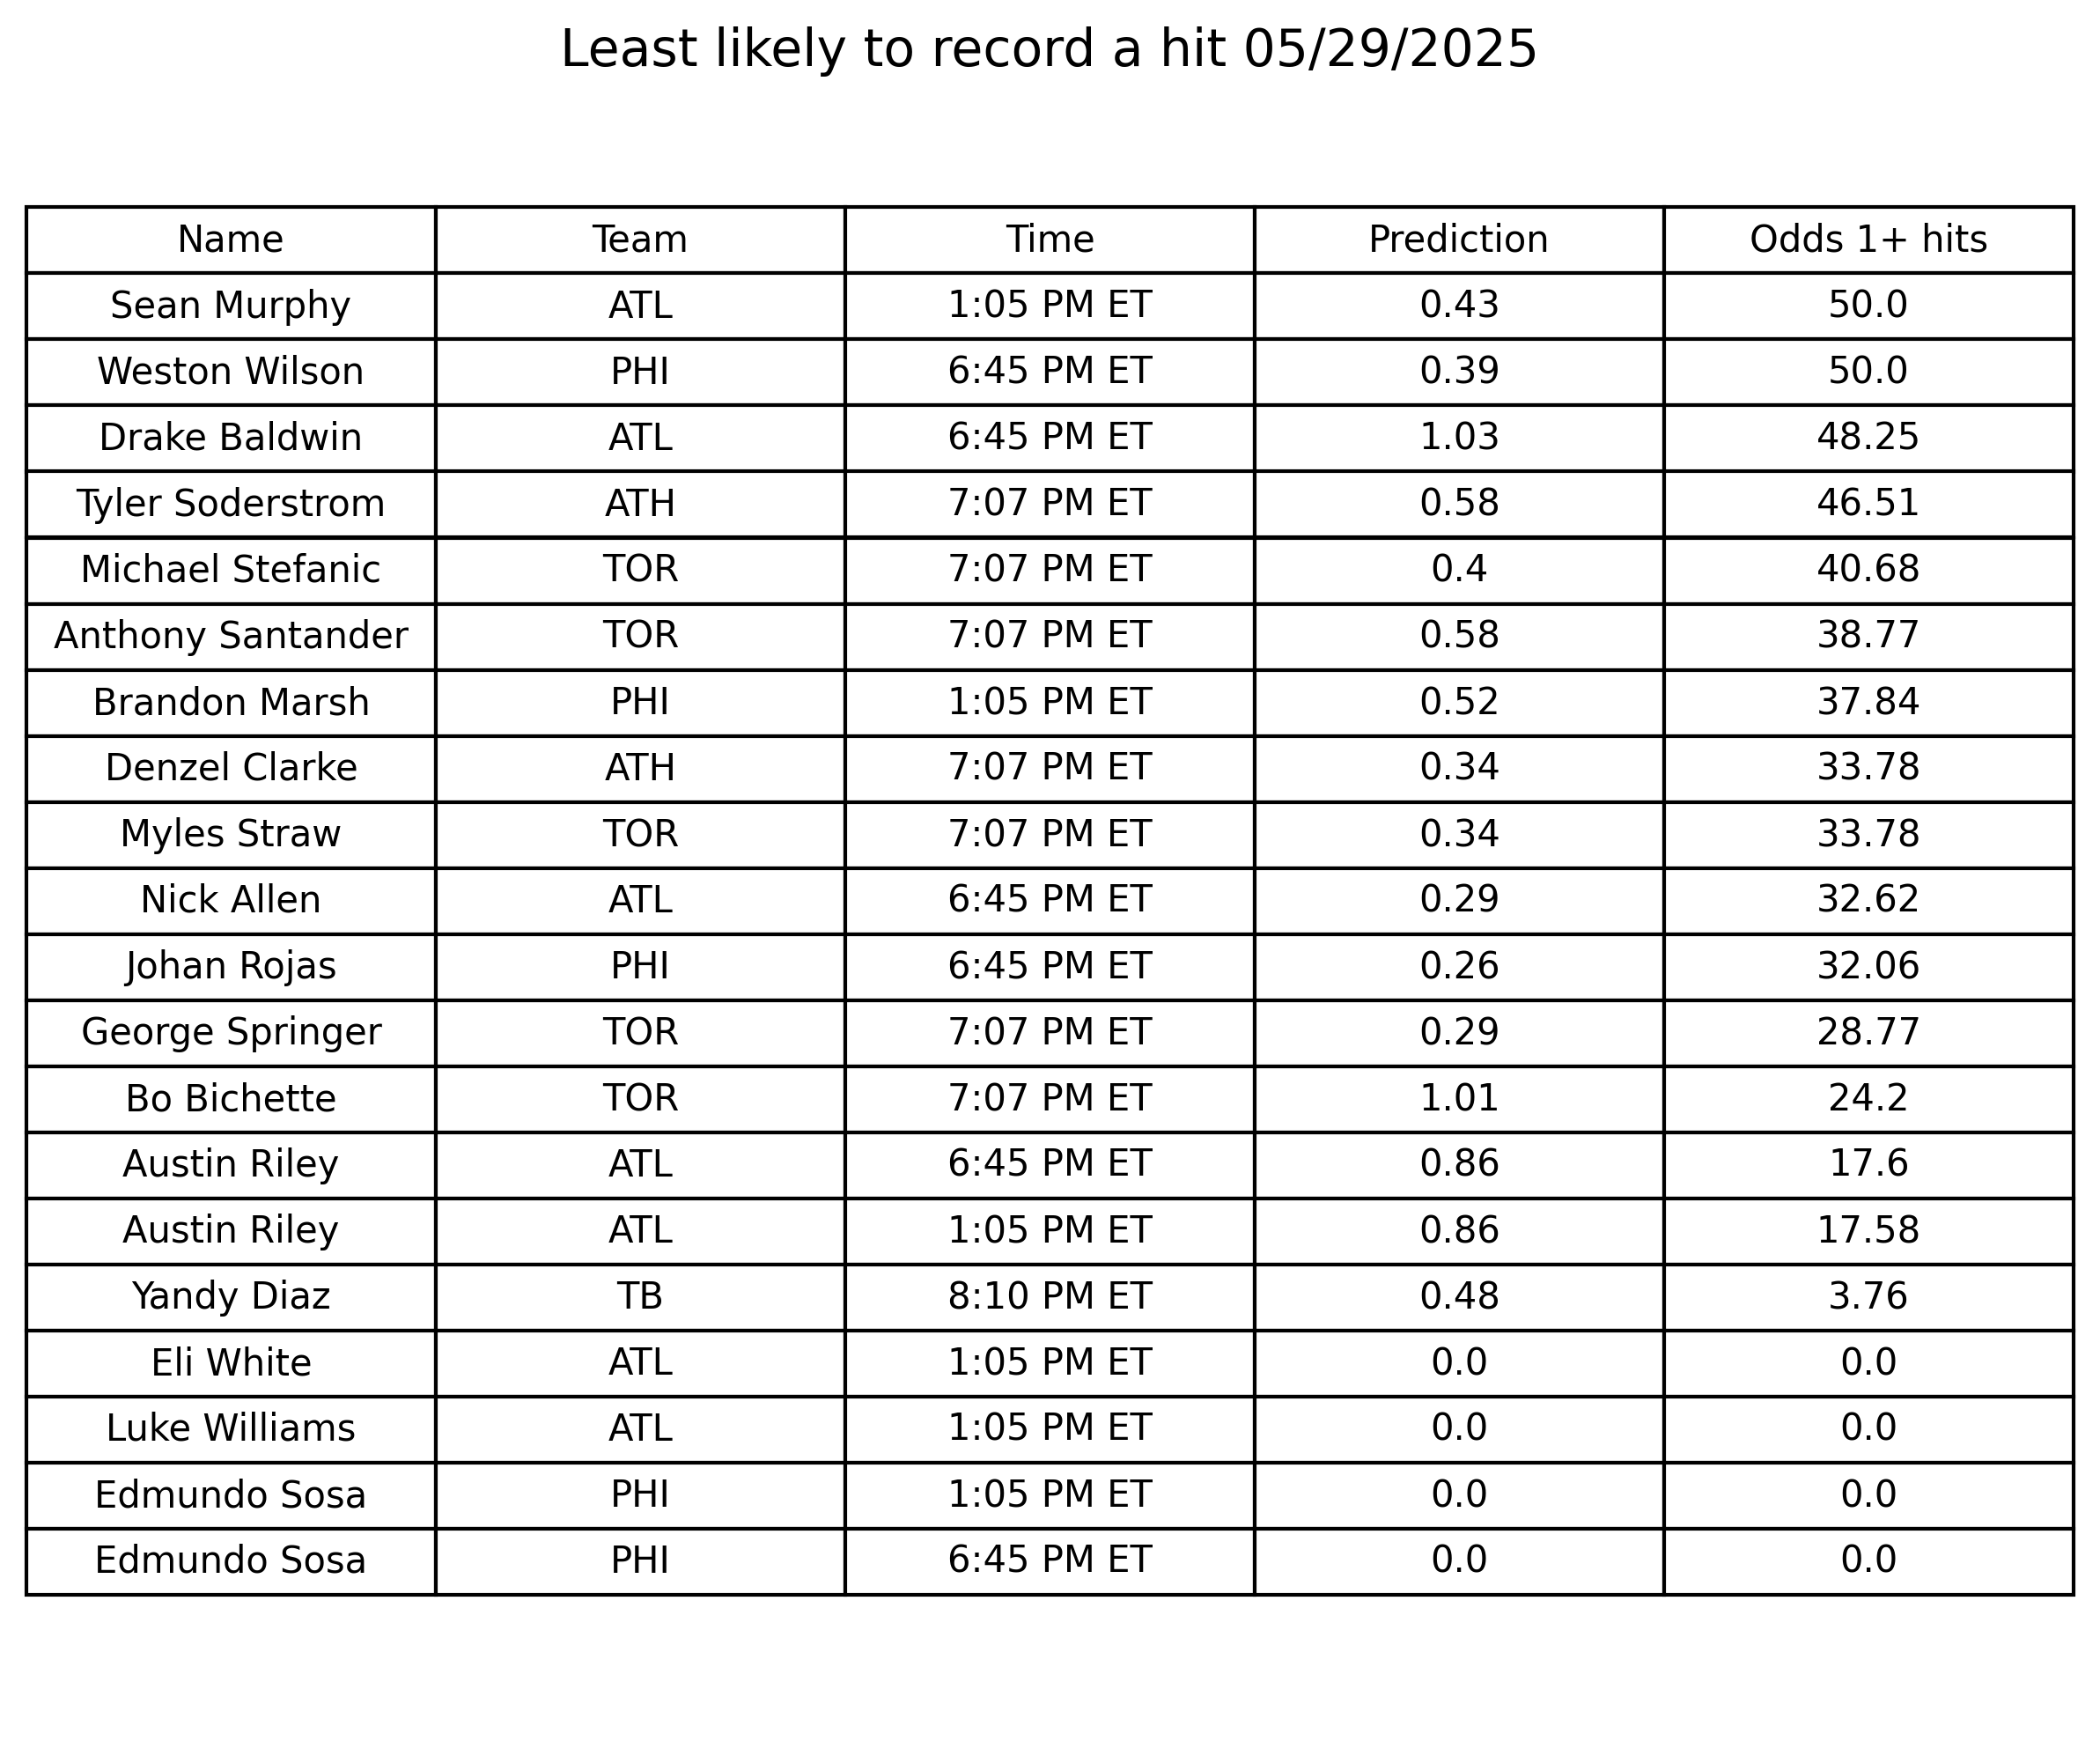 Least likely to record a hit 05/29/2025
Name Team Time Prediction Odds 1+ hits
Sean Murphy ATL 1:05 PM ET 0.43 50.0
Weston Wilson PHI 6:45 PM ET 0.39 50.0
Drake Baldwin ATL 6:45 PM ET 1.03 48.25
Tyler Soderstrom ATH 7:07 PM ET 0.58 46.51
Michael Stefanic TOR 7:07 PM ET 0.4 40.68
Anthony Santander TOR 7:07 PM ET 0.58 38.77
Brandon Marsh PHI 1:05 PM ET 0.52 37.84
Denzel Clarke ATH 7:07 PM ET 0.34 33.78
Myles Straw TOR 7:07 PM ET 0.34 33.78
Nick Allen ATL 6:45 PM ET 0.29 32.62
Johan Rojas PHI 6:45 PM ET 0.26 32.06
George Springer TOR 7:07 PM ET 0.29 28.77
Bo Bichette TOR 7:07 PM ET 1.01 24.2
Austin Riley ATL 6:45 PM ET 0.86 17.6
Austin Riley ATL 1:05 PM ET 0.86 17.58
Yandy Diaz TB 8:10 PM ET 0.48 3.76
Eli White ATL 1:05 PM ET 0.0 0.0
Luke Williams ATL 1:05 PM ET 0.0 0.0
Edmundo Sosa PHI 1:05 PM ET 0.0 0.0
Edmundo Sosa PHI 6:45 PM ET 0.0 0.0